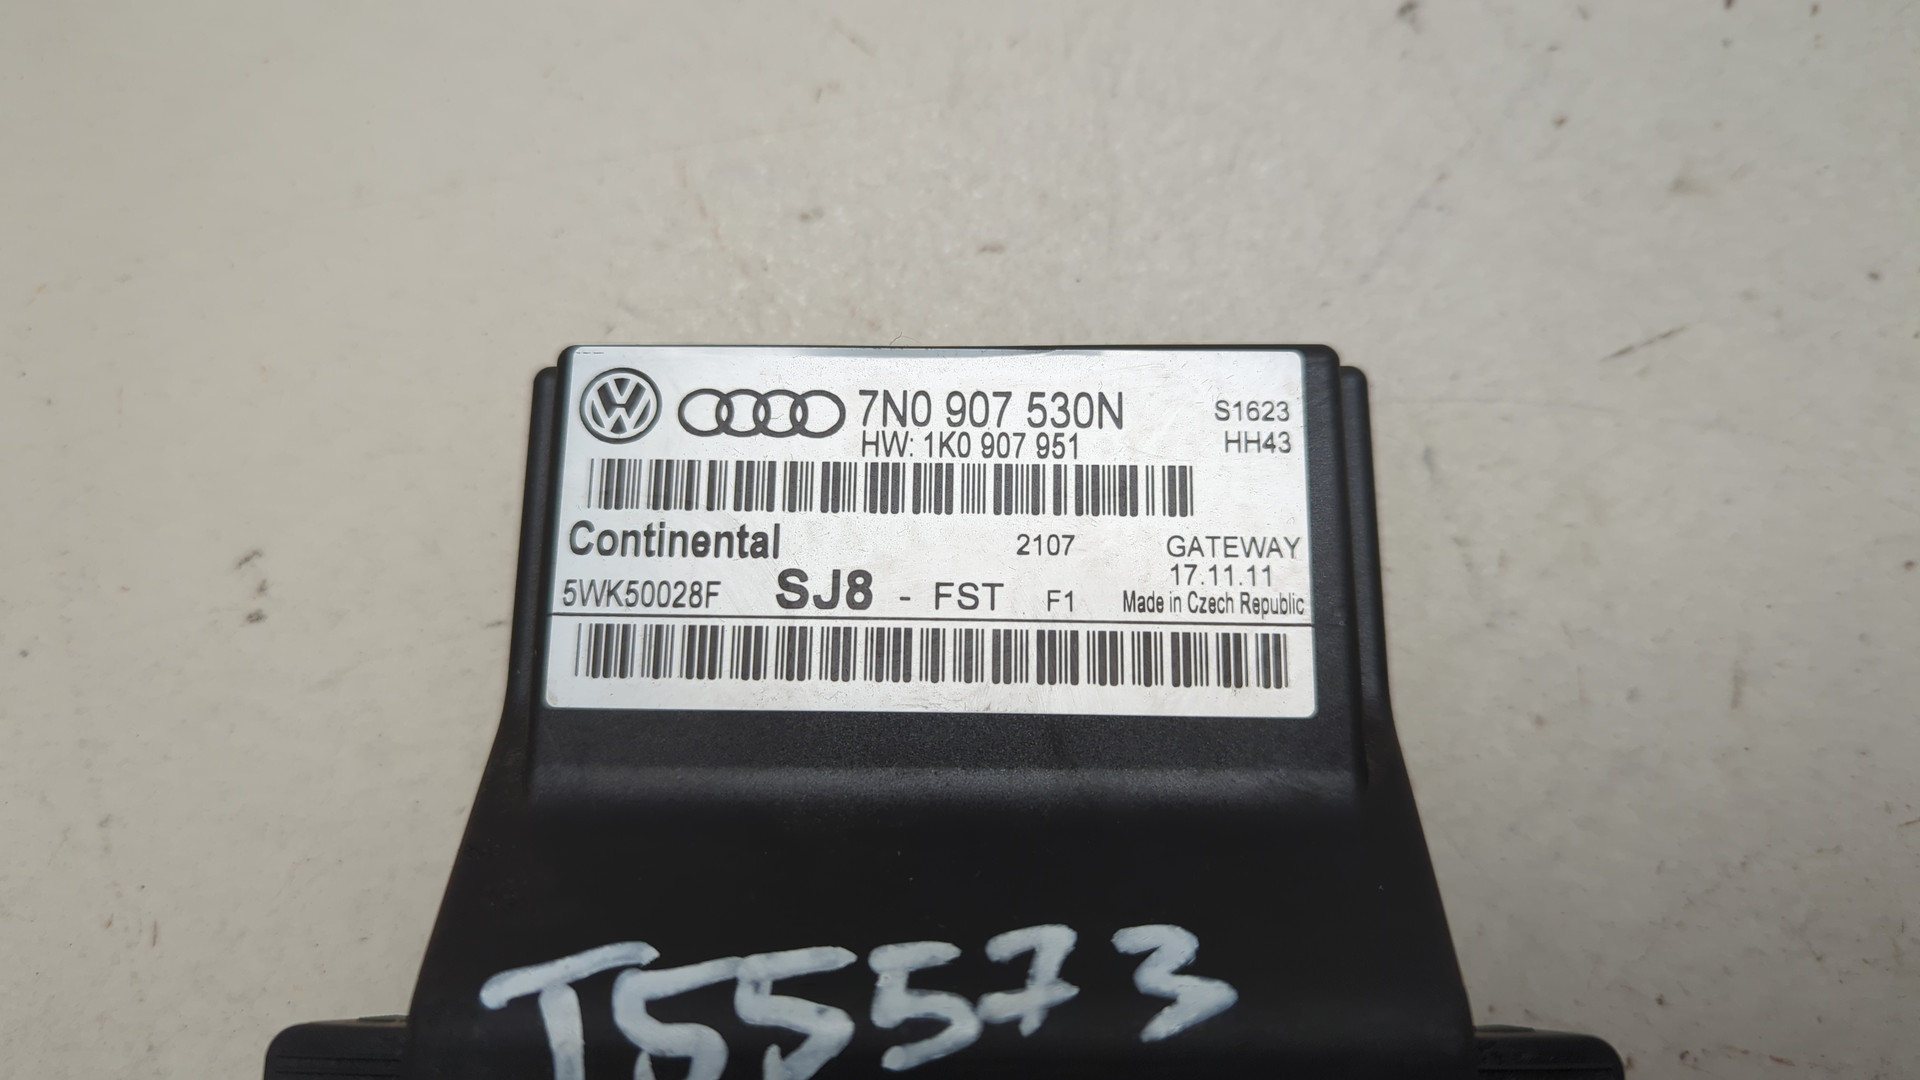 7N0 907 530N
HW: 1K0 907 951
S1623
HH43
Continental
2107
GATEWAY
17.11.11
5WK50028F
SJ8 - FST F1
Made in Czech Republic
T55573